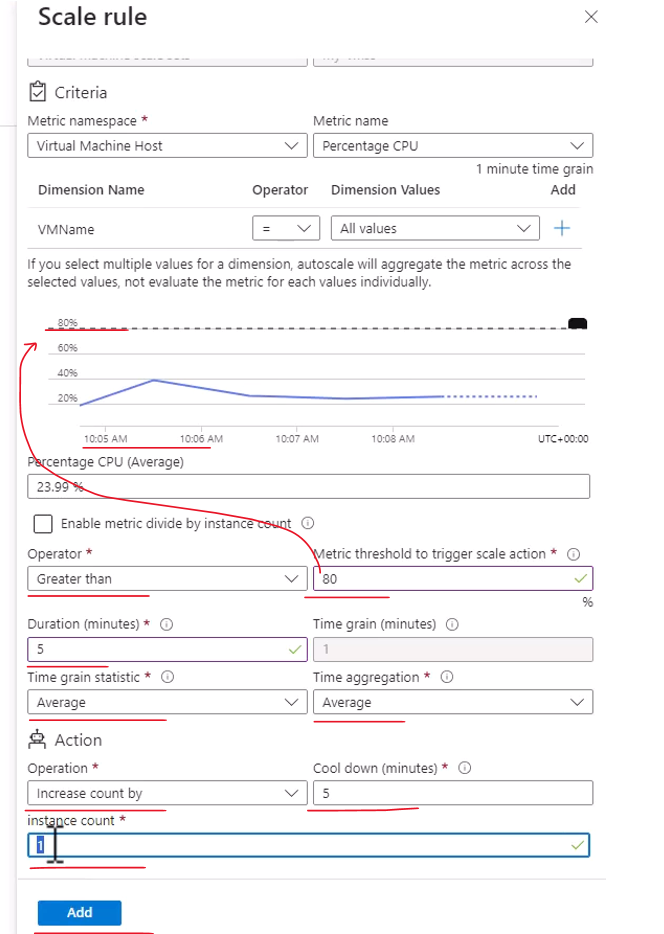 Scale rule
Criteria
Metric namespace *
Metric name
Virtual Machine Host
Percentage CPU
1 minute time grain
Dimension Name
Operator
Dimension Values
Add
VMName
=
All values
If you select multiple values for a dimension, autoscale will aggregate the metric across the
selected values, not evaluate the metric for each values individually.
80%
60%
40%
20%
10:05 AM
10:06 AM
10:07 AM
10:08 AM
UTC+00:00
Percentage CPU (Average)
23.99 %
Enable metric divide by instance count
Operator *
Metric threshold to trigger scale action *
Greater than
80
%
Duration (minutes) *
Time grain (minutes)
5
1
Time grain statistic *
Time aggregation *
Average
Average
Action
Operation *
Cool down (minutes) *
Increase count by
5
instance count *
1
Add